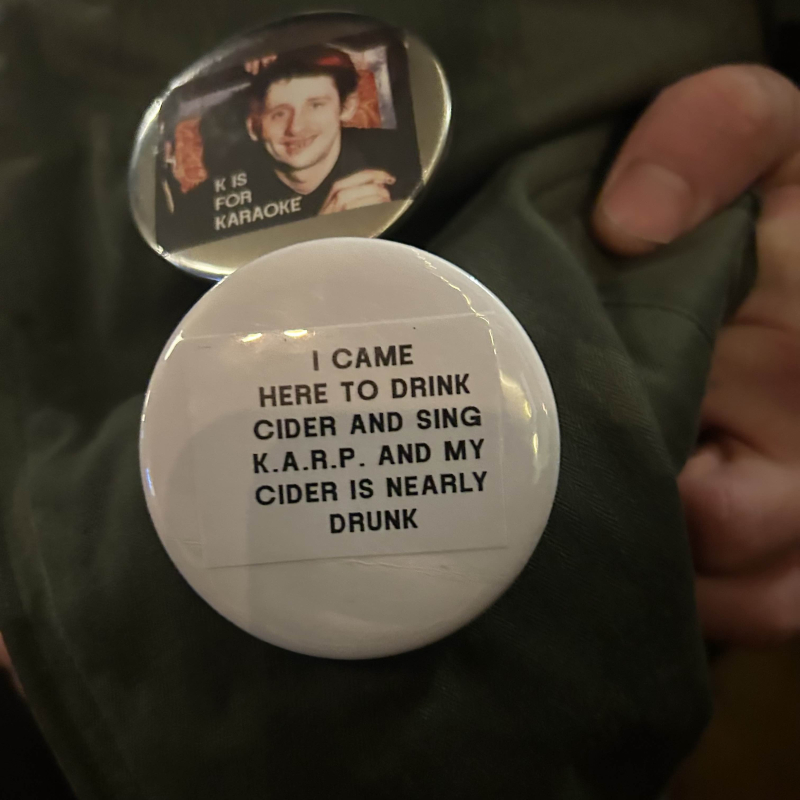 K IS
FOR
KARAOKE
I CAME
HERE TO DRINK
CIDER AND SING
K.A.R.P. AND MY
CIDER IS NEARLY
DRUNK